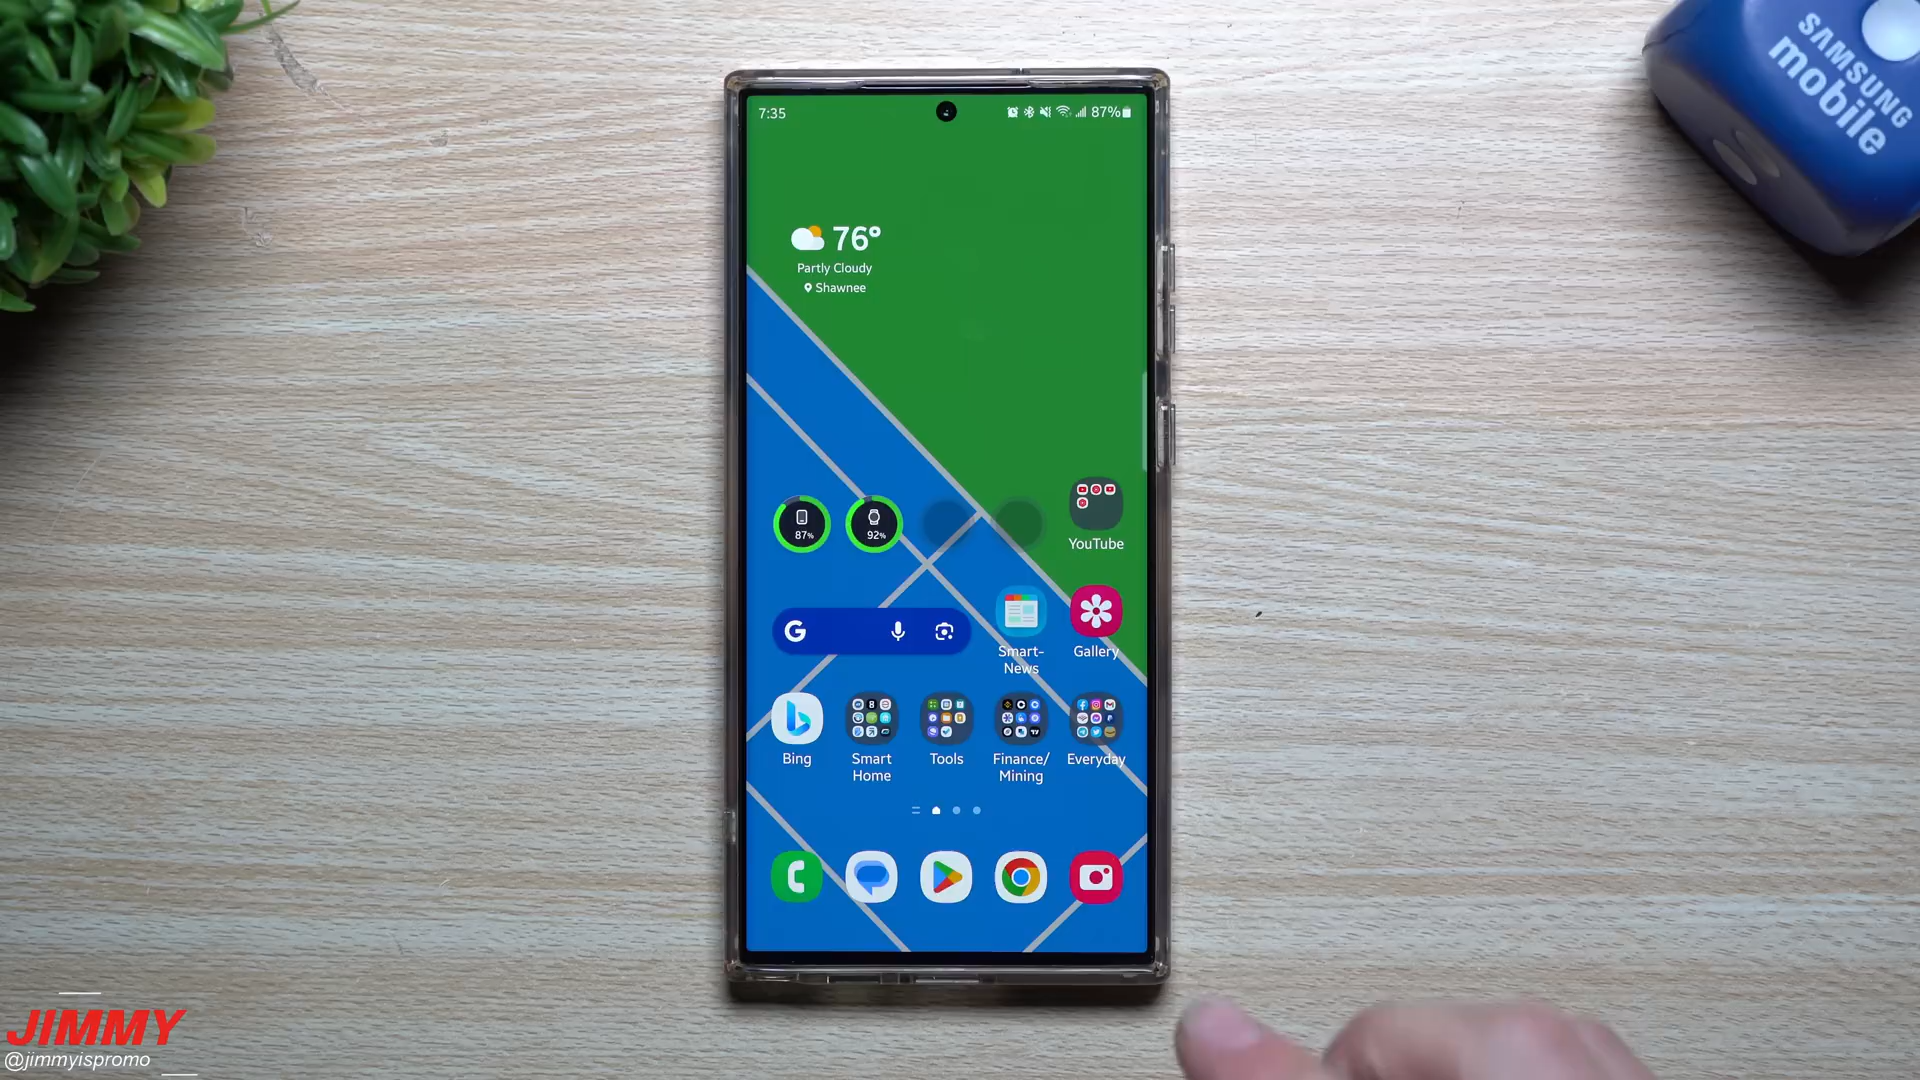 SAMSUNG
mobile
7:35
87%
76°
Partly Cloudy
Shawnee
87%
92%
YouTube
G
Smart-
News
Gallery
Bing
Smart
Home
Tools
Finance/
Mining
Everyday
JIMMY
@jimmyispromo